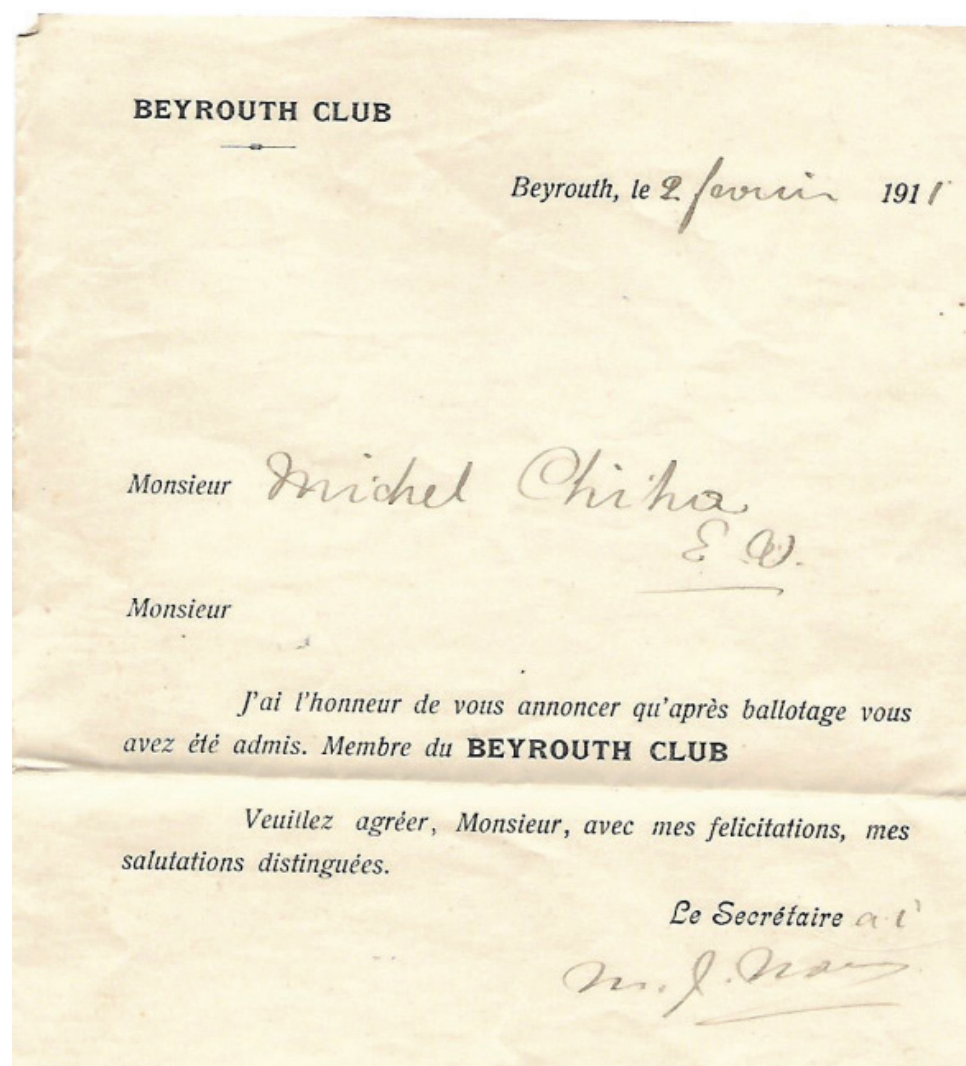 BEYROUTH CLUB
Beyrouth, le 2 fevrier 1911
Monsieur Michel Chiha
E V.
Monsieur
J'ai l'honneur de vous annoncer qu'après ballotage vous
avez été admis. Membre du BEYROUTH CLUB
Veuillez agréer, Monsieur, avec mes felicitations, mes
salutations distinguées.
Le Secrétaire a i
M. J.